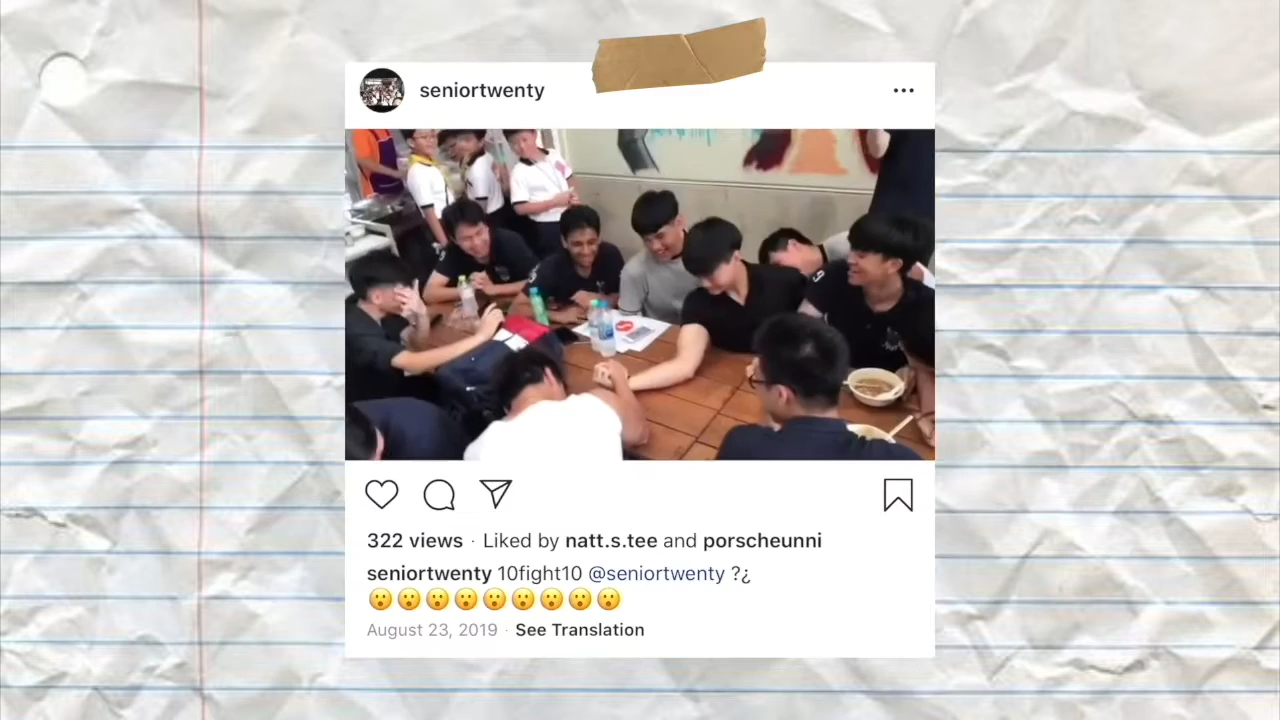 seniortwenty
322 views · Liked by natt.s.tee and porscheunni
seniortwenty 10fight10 @seniortwenty ?¿
😮😮😮😮😮😮😮😮😮
August 23, 2019 · See Translation